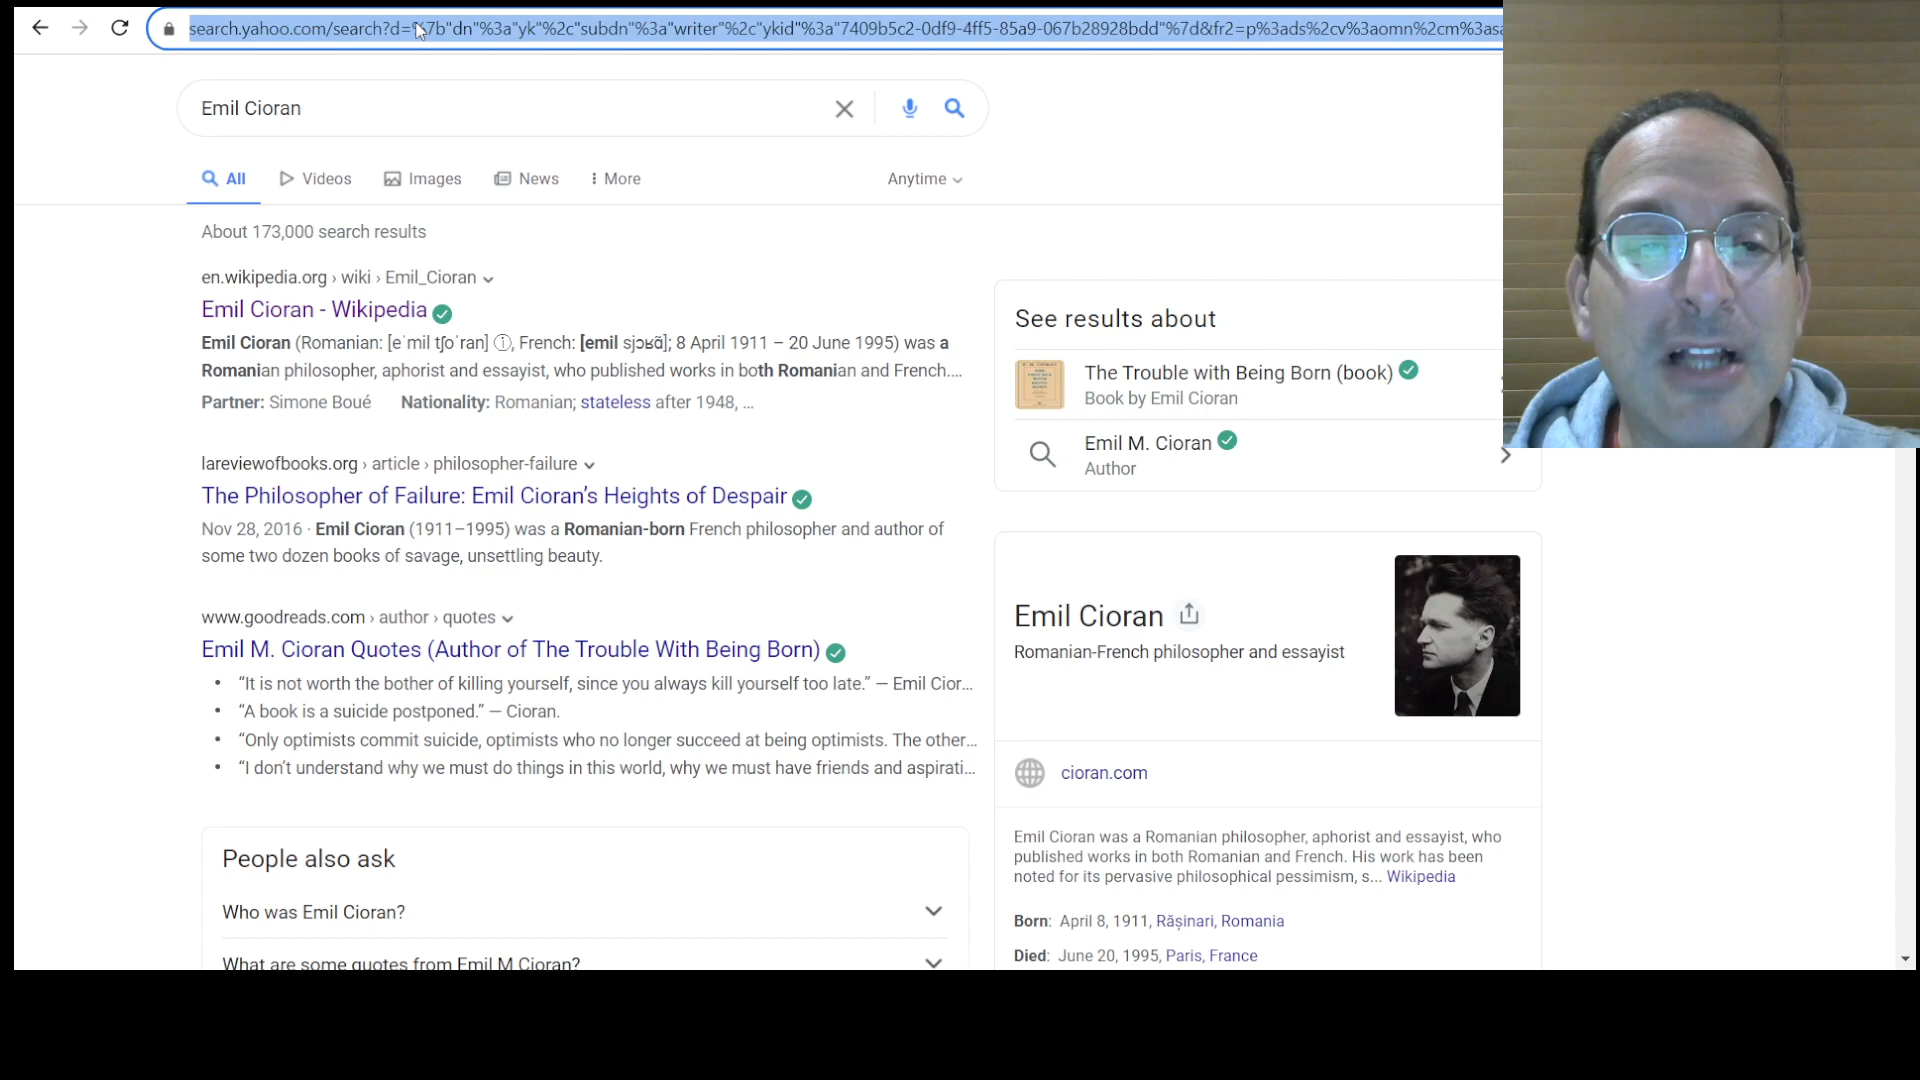 search.yahoo.com/search?d=%7b"dn"%3a"yk"%2c"subdn"%3a"writer"%2c"ykid"%3a"7409b5c2-0df9-4ff5-85a9-067b28928bdd"%7d&fr2=p%3ads%2cv%3aomn%2cm%3asa
Emil Cioran
All
Videos
Images
News
More
Anytime
About 173,000 search results
en.wikipedia.org › wiki › Emil_Cioran
Emil Cioran - Wikipedia
Emil Cioran (Romanian: [eˈmil tʃoˈran] ⓘ, French: [emil sjɔʁɑ̃]; 8 April 1911 – 20 June 1995) was a
Romanian philosopher, aphorist and essayist, who published works in both Romanian and French....
Partner: Simone Boué Nationality: Romanian; stateless after 1948, ...
lareviewofbooks.org › article › philosopher-failure
The Philosopher of Failure: Emil Cioran's Heights of Despair
Nov 28, 2016 · Emil Cioran (1911–1995) was a Romanian-born French philosopher and author of
some two dozen books of savage, unsettling beauty.
www.goodreads.com › author › quotes
Emil M. Cioran Quotes (Author of The Trouble With Being Born)
• “It is not worth the bother of killing yourself, since you always kill yourself too late.” — Emil Cior...
• “A book is a suicide postponed.” — Cioran.
• “Only optimists commit suicide, optimists who no longer succeed at being optimists. The other...
• “I don’t understand why we must do things in this world, why we must have friends and aspirati...
People also ask
Who was Emil Cioran?
What are some quotes from Emil M Cioran?
See results about
The Trouble with Being Born (book)
Book by Emil Cioran
Emil M. Cioran
Author
Emil Cioran
Romanian-French philosopher and essayist
cioran.com
Emil Cioran was a Romanian philosopher, aphorist and essayist, who
published works in both Romanian and French. His work has been
noted for its pervasive philosophical pessimism, s... Wikipedia
Born: April 8, 1911, Rășinari, Romania
Died: June 20, 1995, Paris, France